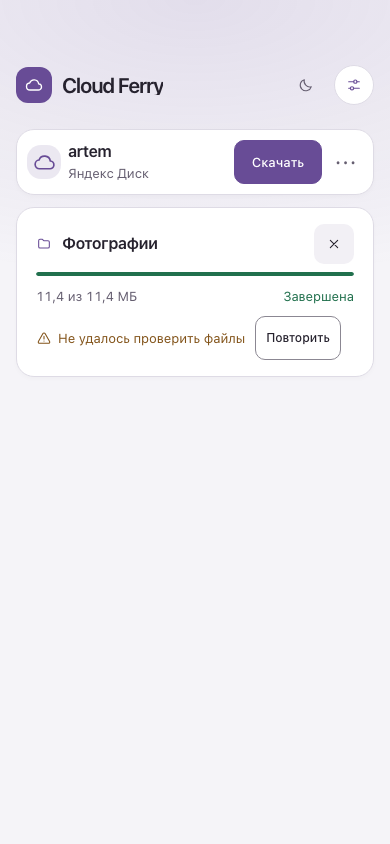 Cloud Ferry
artem
Яндекс Диск
Скачать
Фотографии
11,4 из 11,4 МБ
Завершена
Не удалось проверить файлы
Повторить